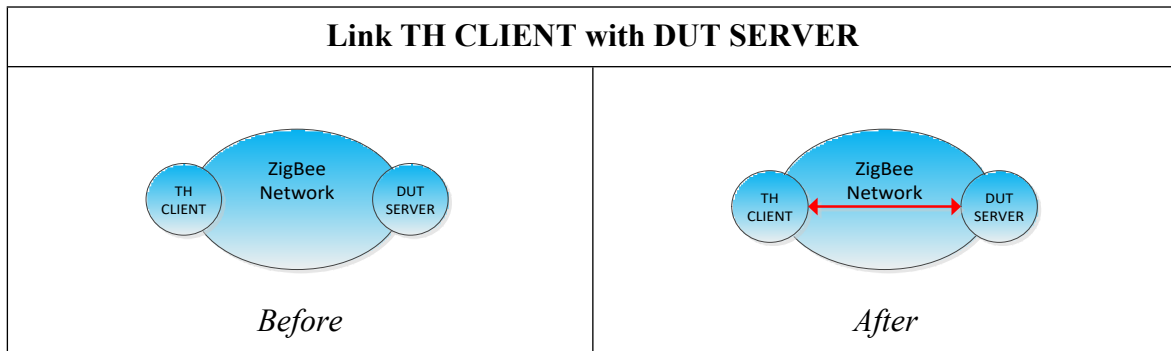 Link TH CLIENT with DUT SERVER
ZigBee
Network
TH
CLIENT
DUT
SERVER
Before
ZigBee
Network
TH
CLIENT
DUT
SERVER
After